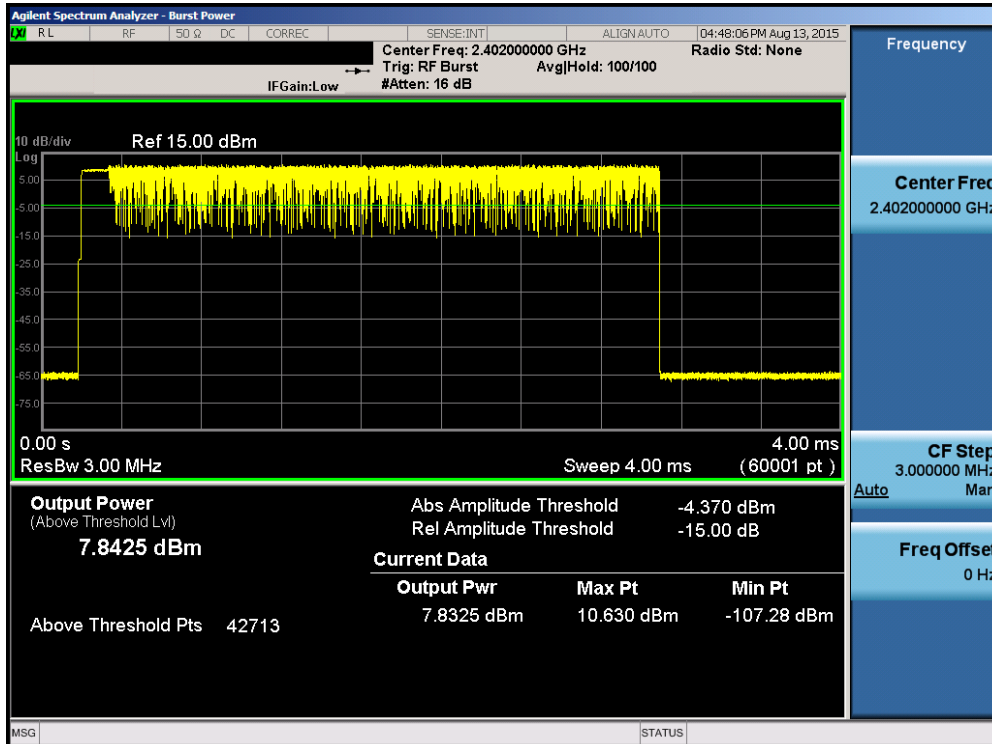 Agilent Spectrum Analyzer - Burst Power
LXI RL RF 50 Ω DC CORREC SENSE:INT ALIGN AUTO 04:48:06 PM Aug 13, 2015
Center Freq: 2.402000000 GHz Radio Std: None
Trig: RF Burst Avg|Hold: 100/100
IFGain:Low #Atten: 16 dB
10 dB/div Ref 15.00 dBm
Log
5.00
-5.00
-15.0
-25.0
-35.0
-45.0
-55.0
-65.0
-75.0
0.00 s 4.00 ms
ResBw 3.00 MHz Sweep 4.00 ms (60001 pt)
Output Power
(Above Threshold Lvl)
7.8425 dBm
Above Threshold Pts 42713
Abs Amplitude Threshold -4.370 dBm
Rel Amplitude Threshold -15.00 dB
Current Data
Output Pwr Max Pt Min Pt
7.8325 dBm 10.630 dBm -107.28 dBm
Frequency
Center Freq
2.402000000 GHz
CF Step
3.000000 MHz
Auto Man
Freq Offset
0 Hz
MSG STATUS